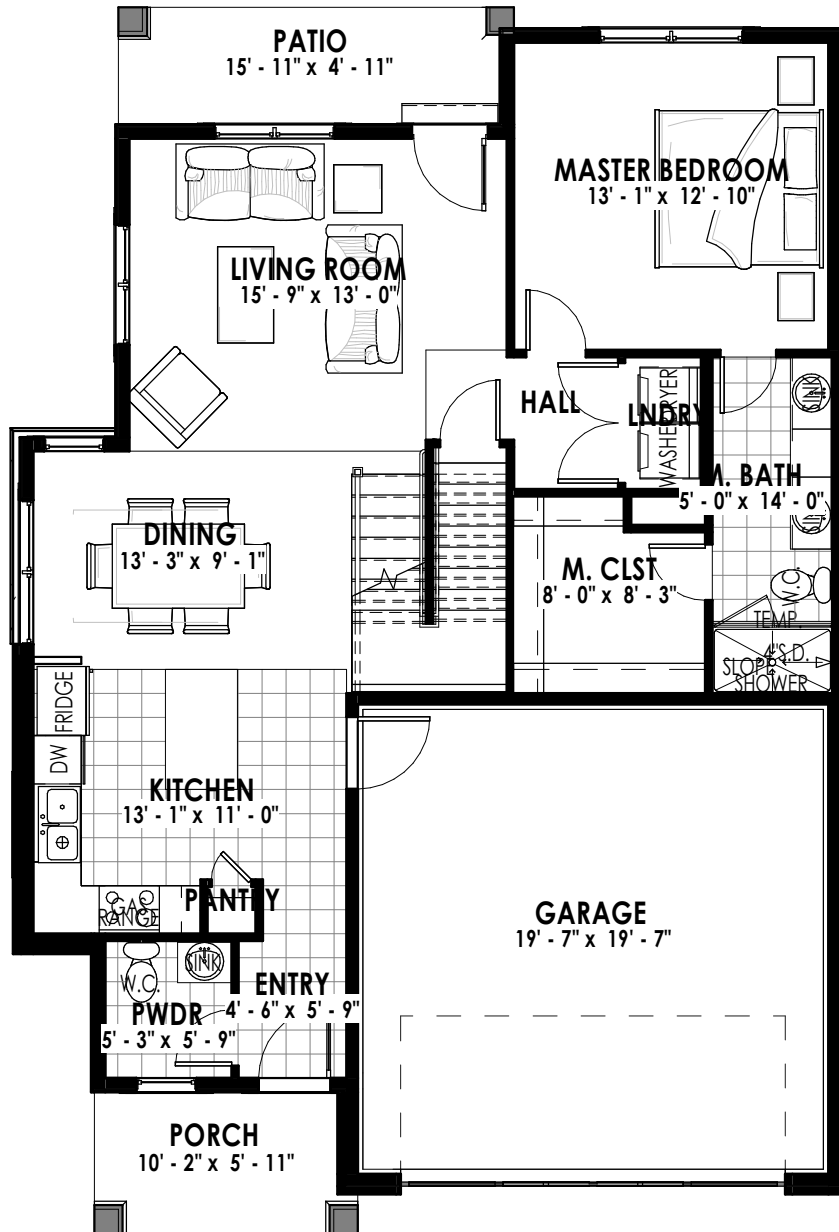 PATIO
15' - 11" x 4' - 11"
MASTER BEDROOM
13' - 1" x 12' - 10"
LIVING ROOM
15' - 9" x 13' - 0"
HALL
LNDRY
WASHER
DRYER
SINK
M. BATH
5' - 0" x 14' - 0"
SINK
DINING
13' - 3" x 9' - 1"
M. CLST
8' - 0" x 8' - 3"
W.C.
TEMP.
4"S.D.
SLOPE
SHOWER
FRIDGE
DW
KITCHEN
13' - 1" x 11' - 0"
PANTRY
GAS
RANGE
GARAGE
19' - 7" x 19' - 7"
SINK
W.C.
ENTRY
4' - 6" x 5' - 9"
PWDR
5' - 3" x 5' - 9"
PORCH
10' - 2" x 5' - 11"